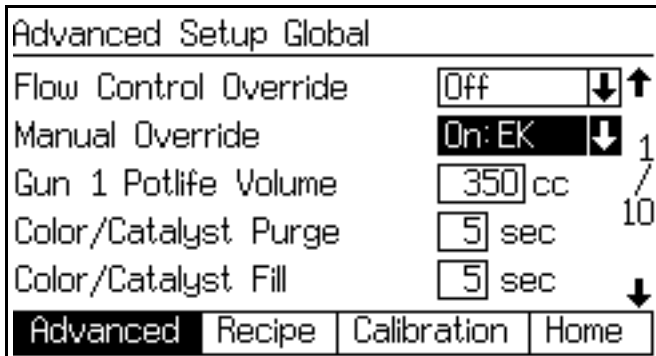 Advanced Setup Global
Flow Control Override Off
Manual Override On: EK
Gun 1 Potlife Volume 350 cc
Color/Catalyst Purge 5 sec
Color/Catalyst Fill 5 sec
1/10
Advanced Recipe Calibration Home